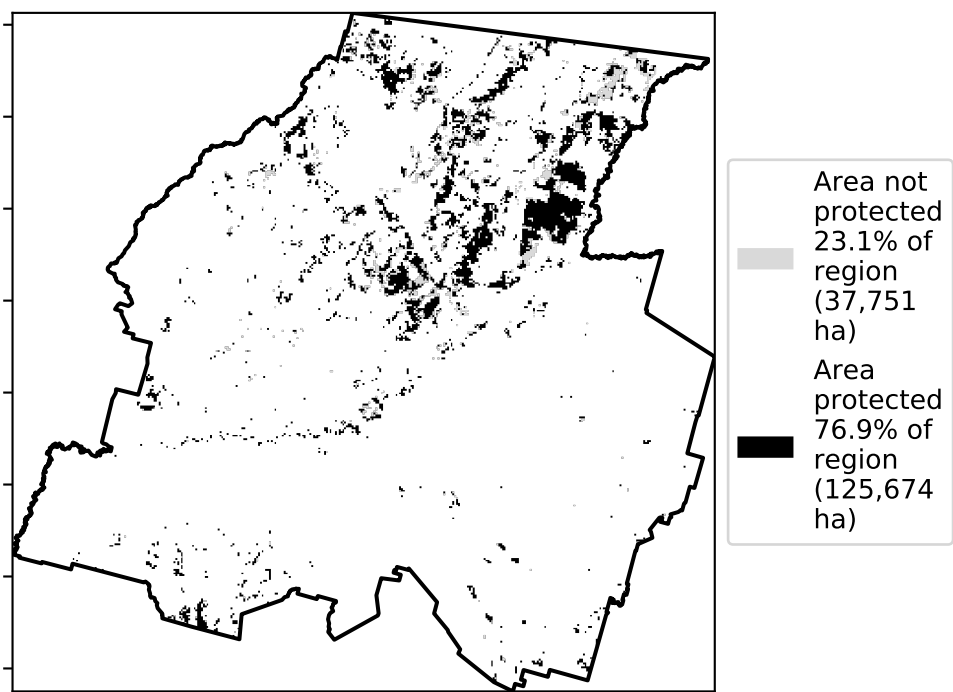 Area not
protected
23.1% of
region
(37,751
ha)
Area
protected
76.9% of
region
(125,674
ha)